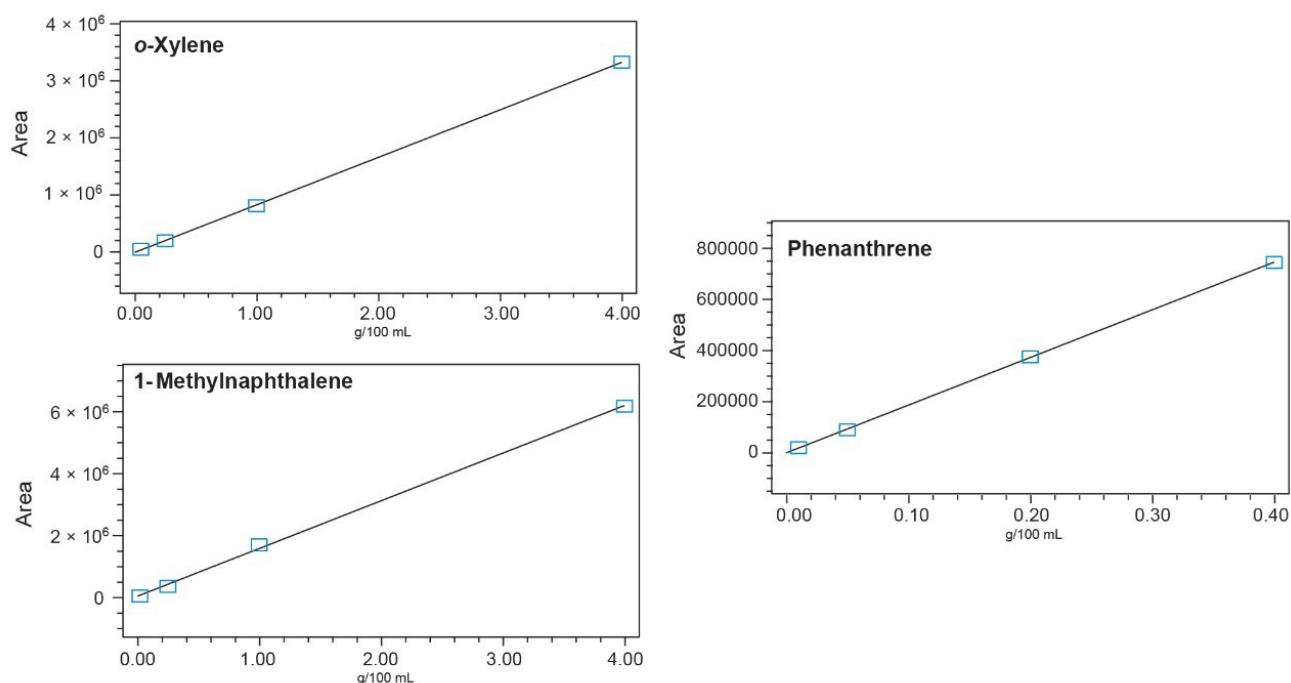 o-Xylene
Area
4 × 10⁶
3 × 10⁶
2 × 10⁶
1 × 10⁶
0
0.00 1.00 2.00 3.00 4.00
g/100 mL
1-Methylnaphthalene
Area
6 × 10⁶
4 × 10⁶
2 × 10⁶
0
0.00 1.00 2.00 3.00 4.00
g/100 mL
Phenanthrene
Area
800000
600000
400000
200000
0
0.00 0.10 0.20 0.30 0.40
g/100 mL